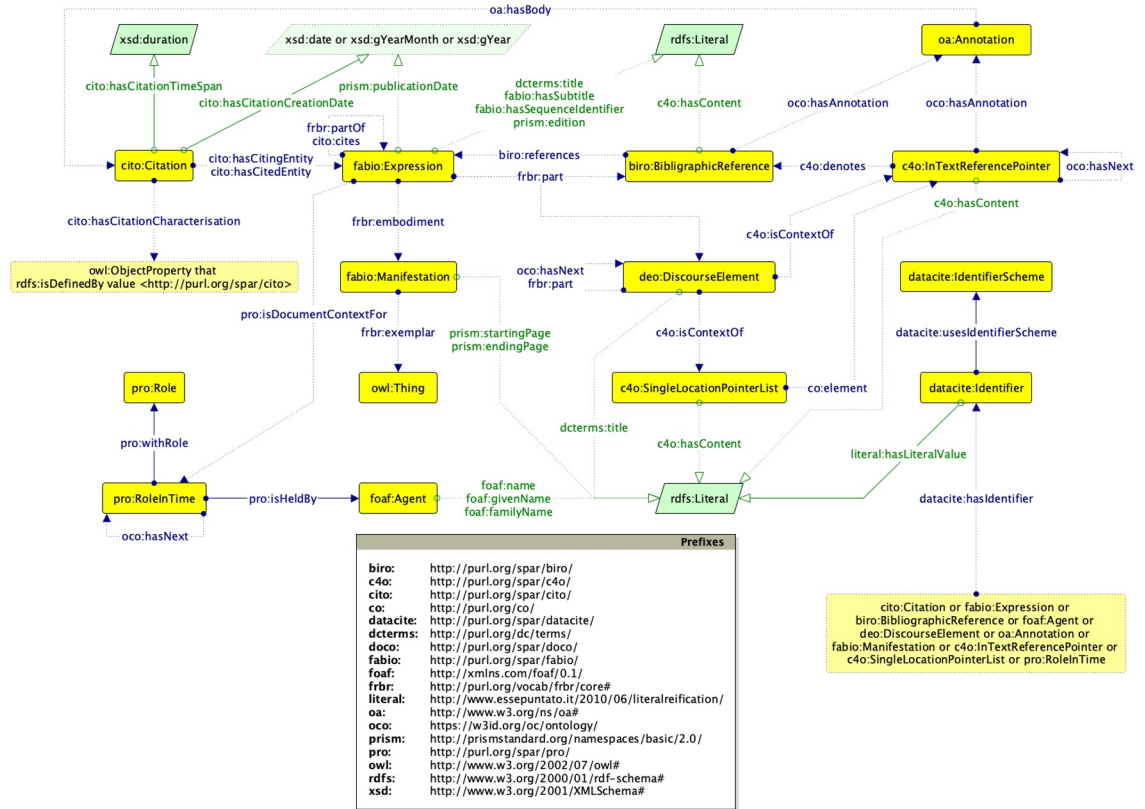 oa:hasBody
xsd:duration
xsd:date or xsd:gYearMonth or xsd:gYear
rdfs:Literal
oa:Annotation
cito:hasCitationTimeSpan
cito:hasCitationCreationDate
prism:publicationDate
dcterms:title
fabio:hasSubtitle
fabio:hasSequenceIdentifier
prism:edition
c4o:hasContent
oco:hasAnnotation
oco:hasAnnotation
frbr:partOf
cito:cites
cito:Citation
cito:hasCitingEntity
cito:hasCitedEntity
fabio:Expression
biro:references
frbr:part
biro:BibligraphicReference
c4o:denotes
c4o:InTextReferencePointer
oco:hasNext
c4o:hasContent
cito:hasCitationCharacterisation
frbr:embodiment
c4o:isContextOf
owl:ObjectProperty that
rdfs:isDefinedBy value <http://purl.org/spar/cito>
fabio:Manifestation
oco:hasNext
frbr:part
deo:DiscourseElement
datacite:IdentifierScheme
pro:isDocumentContextFor
frbr:exemplar
prism:startingPage
prism:endingPage
c4o:isContextOf
datacite:usesIdentifierScheme
pro:Role
owl:Thing
c4o:SingleLocationPointerList
co:element
datacite:Identifier
dcterms:title
pro:withRole
c4o:hasContent
literal:hasLiteralValue
pro:RoleInTime
pro:isHeldBy
foaf:Agent
foaf:name
foaf:givenName
foaf:familyName
rdfs:Literal
datacite:hasIdentifier
oco:hasNext
Prefixes
biro: http://purl.org/spar/biro/
c4o: http://purl.org/spar/c4o/
cito: http://purl.org/spar/cito/
co: http://purl.org/co/
datacite: http://purl.org/spar/datacite/
dcterms: http://purl.org/dc/terms/
doco: http://purl.org/spar/doco/
fabio: http://purl.org/spar/fabio/
foaf: http://xmlns.com/foaf/0.1/
frbr: http://purl.org/vocab/frbr/core#
literal: http://www.essepuntato.it/2010/06/literalreification/
oa: http://www.w3.org/ns/oa#
oco: https://w3id.org/oc/ontology/
prism: http://prismstandard.org/namespaces/basic/2.0/
pro: http://purl.org/spar/pro/
owl: http://www.w3.org/2002/07/owl#
rdfs: http://www.w3.org/2000/01/rdf-schema#
xsd: http://www.w3.org/2001/XMLSchema#
cito:Citation or fabio:Expression or
biro:BibliographicReference or foaf:Agent or
deo:DiscourseElement or oa:Annotation or
fabio:Manifestation or c4o:InTextReferencePointer or
c4o:SingleLocationPointerList or pro:RoleInTime